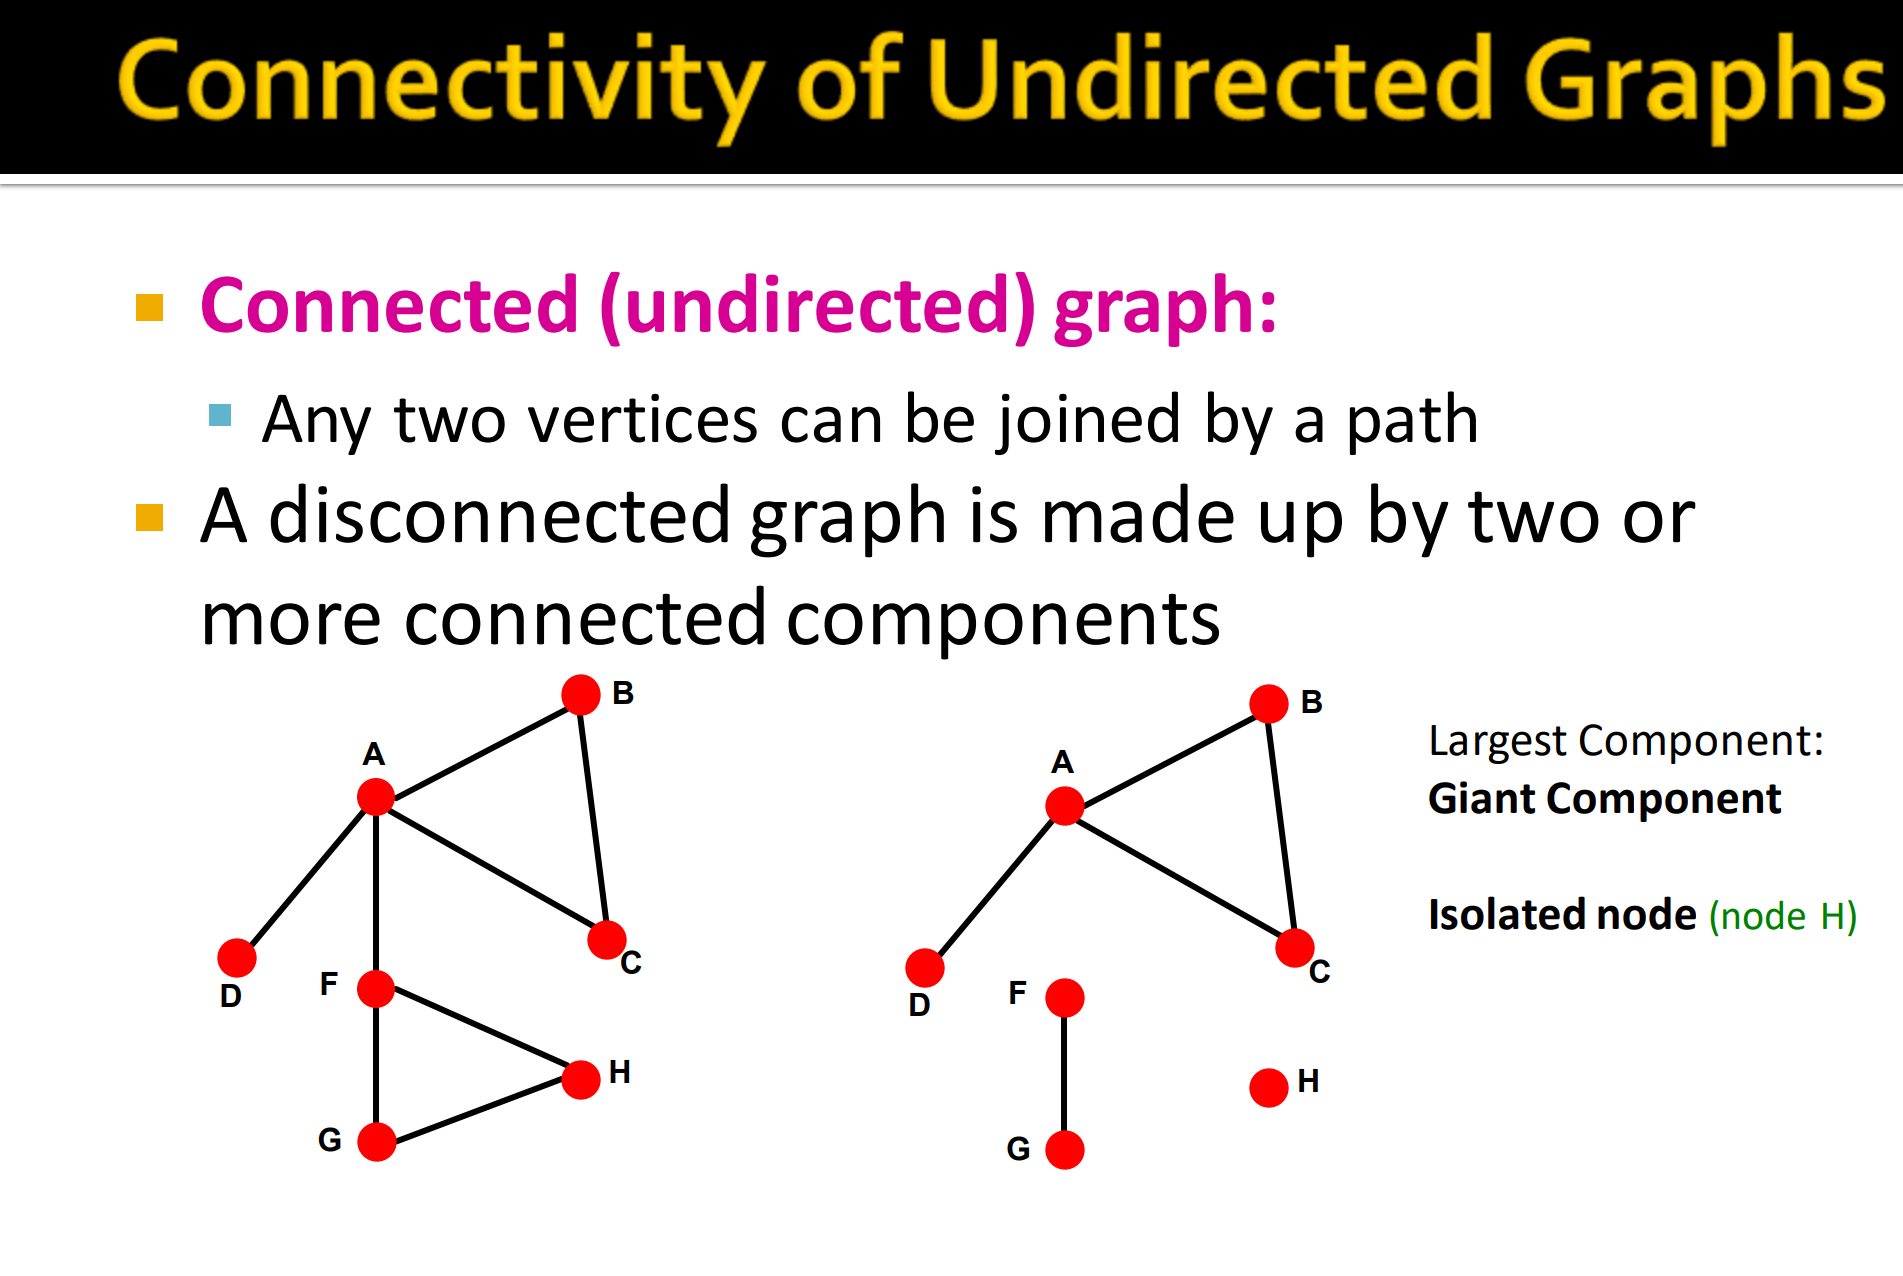 Connectivity of Undirected Graphs
Connected (undirected) graph:
Any two vertices can be joined by a path
A disconnected graph is made up by two or
more connected components
B
A
D
C
F
H
G
B
A
D
C
F
H
G
Largest Component:
Giant Component
Isolated node (node H)